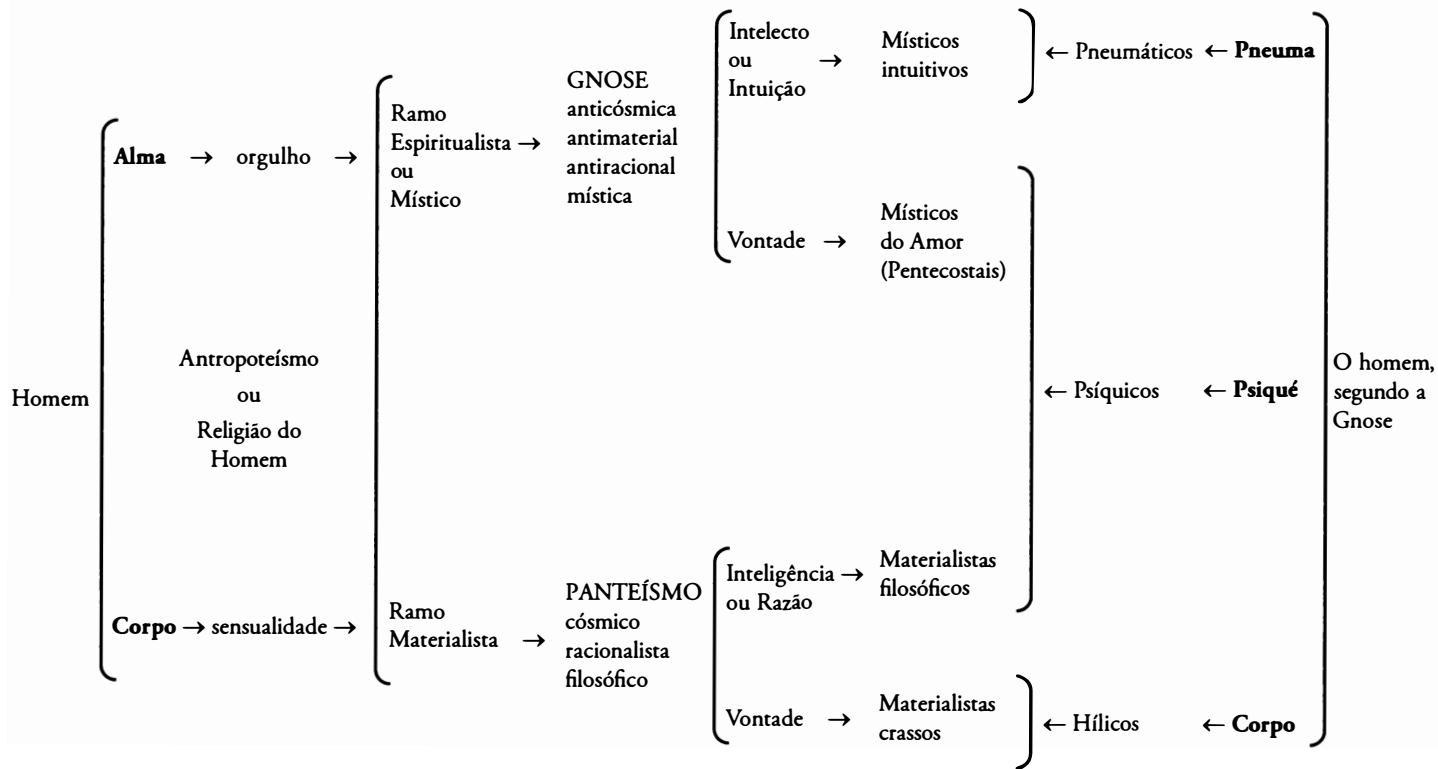 Homem
Alma → orgulho →
Antropoteísmo
ou
Religião do
Homem
Corpo → sensualidade →
Ramo
Espiritualista →
ou
Místico
GNOSE
anticósmica
antimaterial
antiracional
mística
Intelecto
ou →
Intuição
Místicos
intuitivos
← Pneumáticos ← Pneuma
Vontade →
Místicos
do Amor
(Pentecostais)
← Psíquicos ← Psiqué
Ramo
Materialista →
PANTEÍSMO
cósmico
racionalista
filosófico
Inteligência →
ou Razão
Materialistas
filosóficos
Vontade →
Materialistas
crassos
← Hílicos ← Corpo
O homem,
segundo a
Gnose